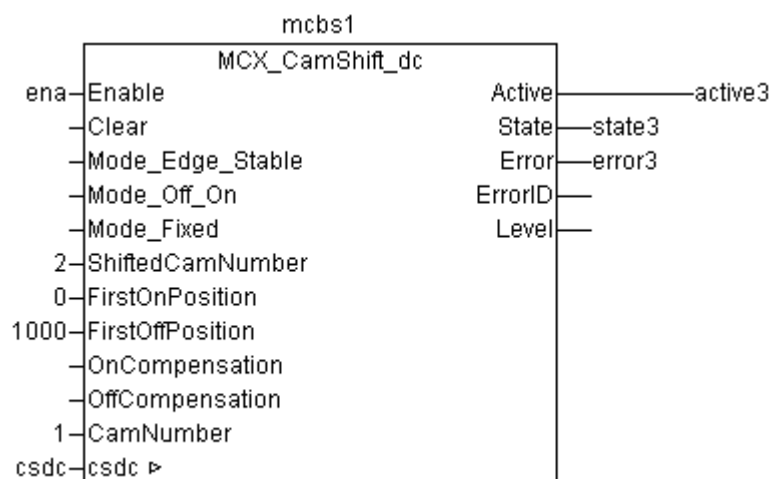 mcbs1
MCX_CamShift_dc
ena Enable Active active3
Clear State state3
Mode_Edge_Stable Error error3
Mode_Off_On ErrorID
Mode_Fixed Level
2 ShiftedCamNumber
0 FirstOnPosition
1000 FirstOffPosition
OnCompensation
OffCompensation
1 CamNumber
csdc csdc ▷